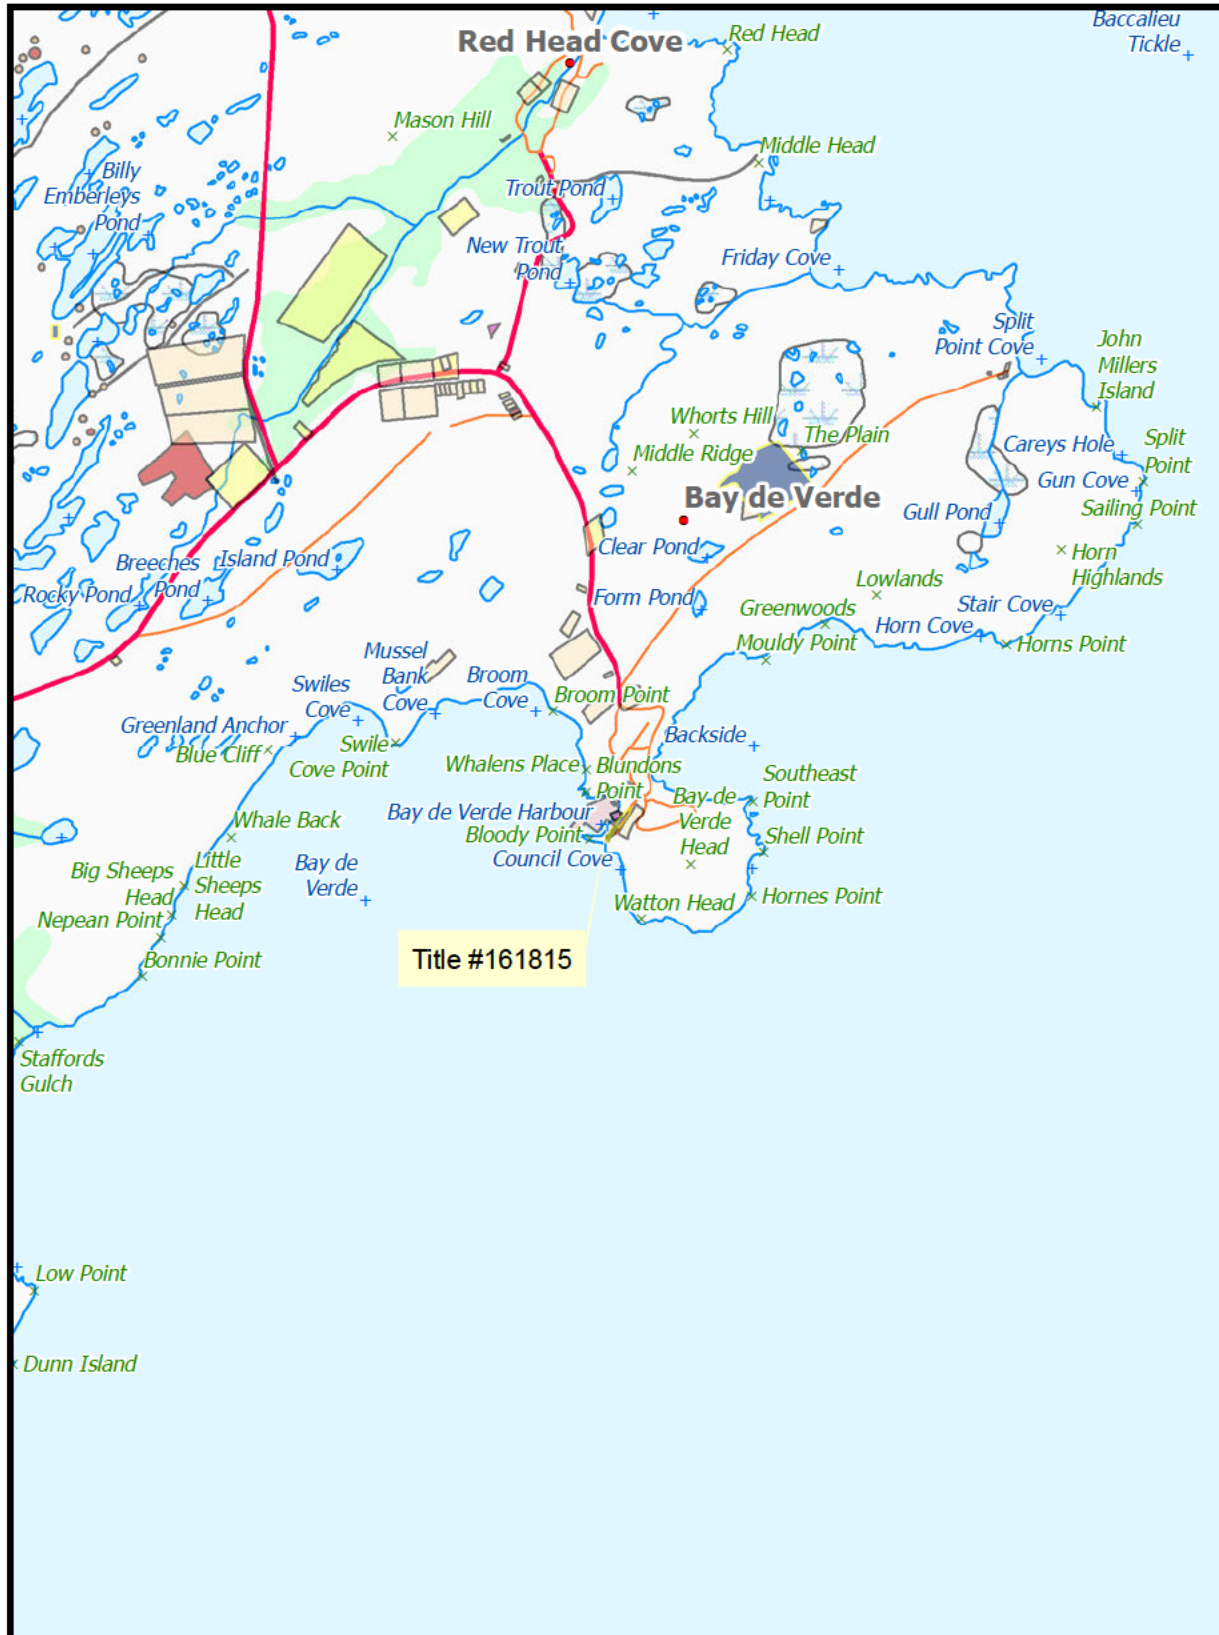 Baccalieu
Tickle
Red Head
Red Head Cove
Mason Hill
Middle Head
Billy
Emberleys
Pond
Trout Pond
New Trout
Pond
Friday Cove
Split
Point Cove
John
Millers
Island
Whorts Hill
The Plain
Middle Ridge
Careys Hole
Split
Point
Gun Cove
Bay de Verde
Gull Pond
Sailing Point
Clear Pond
Horn
Highlands
Breeches
Pond
Island Pond
Rocky Pond
Form Pond
Lowlands
Greenwoods
Stair Cove
Horn Cove
Mouldy Point
Horns Point
Mussel
Bank
Cove
Broom
Cove
Swiles
Cove
Broom Point
Greenland Anchor
Blue Cliff
Swile
Cove Point
Backside
Whalens Place
Blundons
Point
Southeast
Point
Bay de
Verde
Head
Bay de Verde Harbour
Bloody Point
Shell Point
Council Cove
Whale Back
Little
Sheeps
Head
Big Sheeps
Head
Bay de
Verde
Watton Head
Hornes Point
Nepean Point
Bonnie Point
Title #161815
Staffords
Gulch
Low Point
Dunn Island